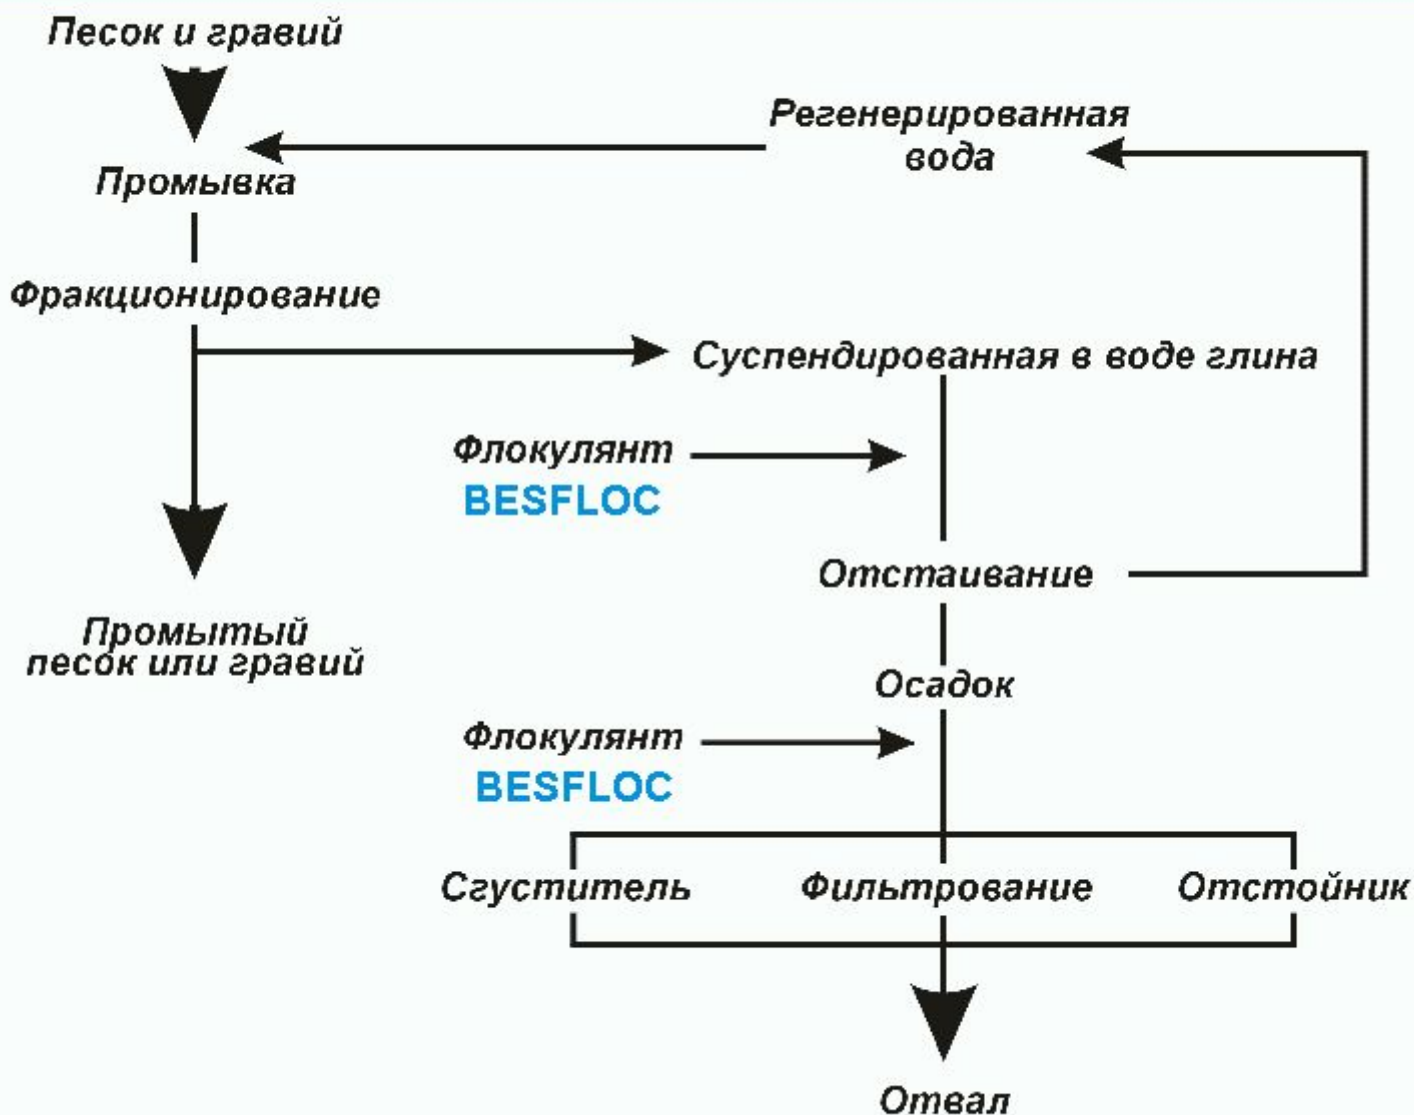 Песок и гравий
Регенерированная
вода
Промывка
Фракционирование
Суспендированная в воде глина
Флокулянт
BESFLOC
Отстаивание
Промытый
песок или гравий
Осадок
Флокулянт
BESFLOC
Сгуститель
Фильтрование
Отстойник
Отвал